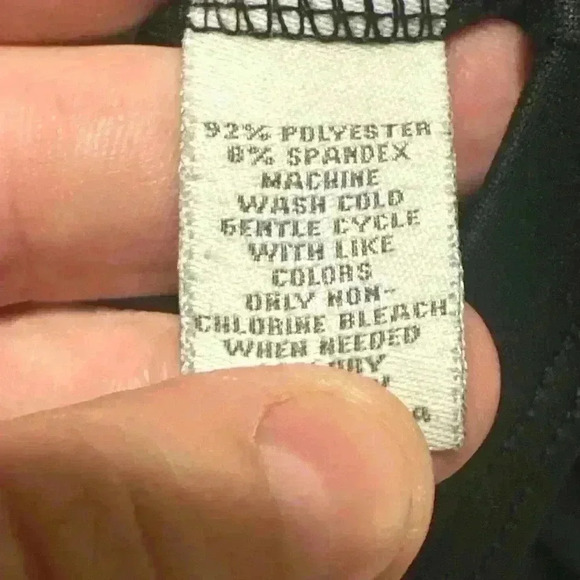 92% POLYESTER
8% SPANDEX
MACHINE
WASH COLD
GENTLE CYCLE
WITH LIKE
COLORS
ONLY NON-
CHLORINE BLEACH
WHEN NEEDED